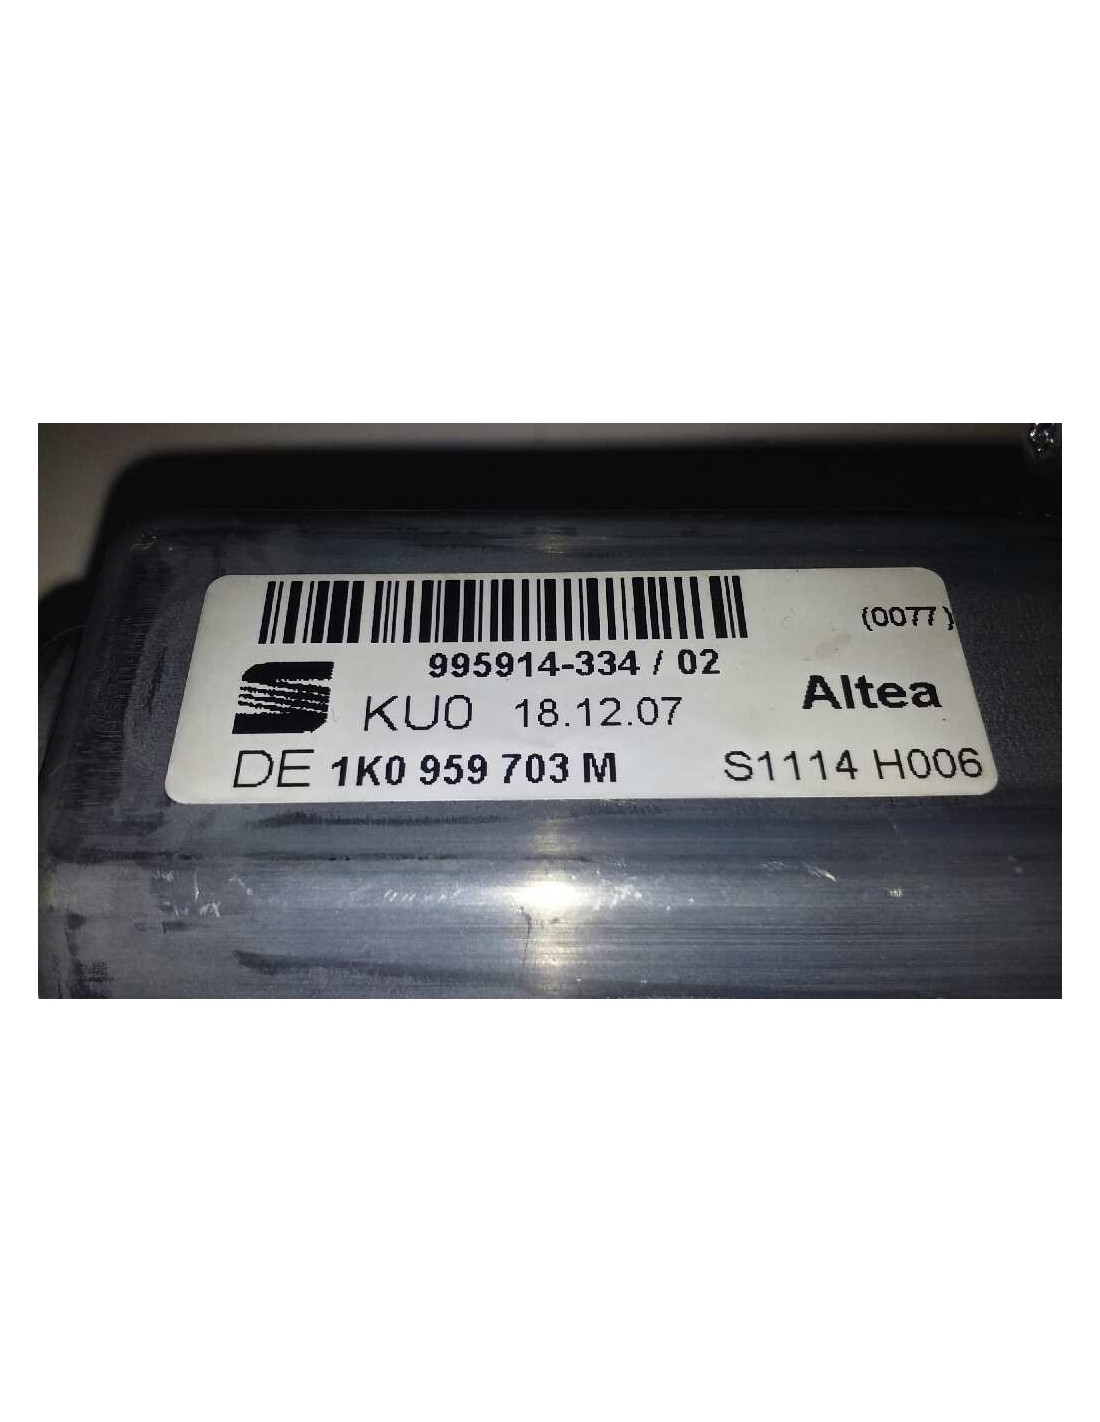 (0077)
995914-334 / 02
Altea
KU0 18.12.07
DE 1K0 959 703 M S1114 H006